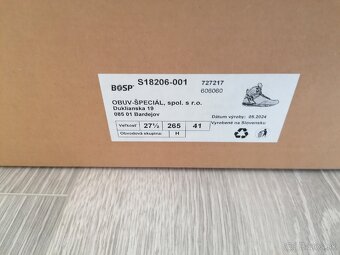 BOSP® S18206-001 727217
606060
OBUV-ŠPECIÁL, spol. s r.o.
Duklianska 19
085 01 Bardejov
Dátum výroby: 05.2024
Vyrobené na Slovensku
Veľkosť 27½ 265 41
Obvodová skupina: H